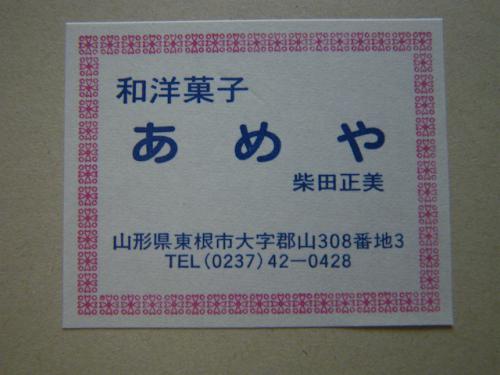 和洋菓子
あめや
柴田正美
山形県東根市大字郡山308番地3
TEL(0237)42-0428